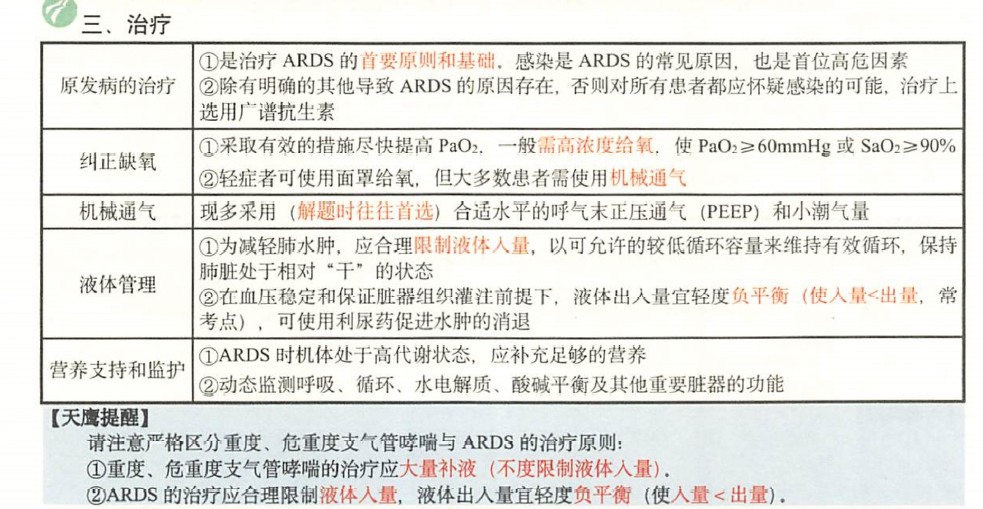 三、治疗
原发病的治疗
①是治疗 ARDS 的首要原则和基础，感染是 ARDS 的常见原因，也是首位高危因素
②除有明确的其他导致 ARDS 的原因存在，否则对所有患者都应怀疑感染的可能，治疗上
选用广谱抗生素
纠正缺氧
①采取有效的措施尽快提高 PaO₂，一般需高浓度给氧，使 PaO₂≥60mmHg 或 SaO₂≥90%
②轻症者可使用面罩给氧，但大多数患者需使用机械通气
机械通气
现多采用（解题时往往首选）合适水平的呼气末正压通气（PEEP）和小潮气量
液体管理
①为减轻肺水肿，应合理限制液体入量，以可允许的较低循环容量来维持有效循环，保持
肺脏处于相对“干”的状态
②在血压稳定和保证脏器组织灌注前提下，液体出入量宜轻度负平衡（使入量<出量，常
考点），可使用利尿药促进水肿的消退
营养支持和监护
①ARDS 时机体处于高代谢状态，应补充足够的营养
②动态监测呼吸、循环、水电解质、酸碱平衡及其他重要脏器的功能
【天鹰提醒】
请注意严格区分重度、危重度支气管哮喘与 ARDS 的治疗原则：
①重度、危重度支气管哮喘的治疗应大量补液（不度限制液体入量）．
②ARDS 的治疗应合理限制液体入量，液体出入量宜轻度负平衡（使入量＜出量）．